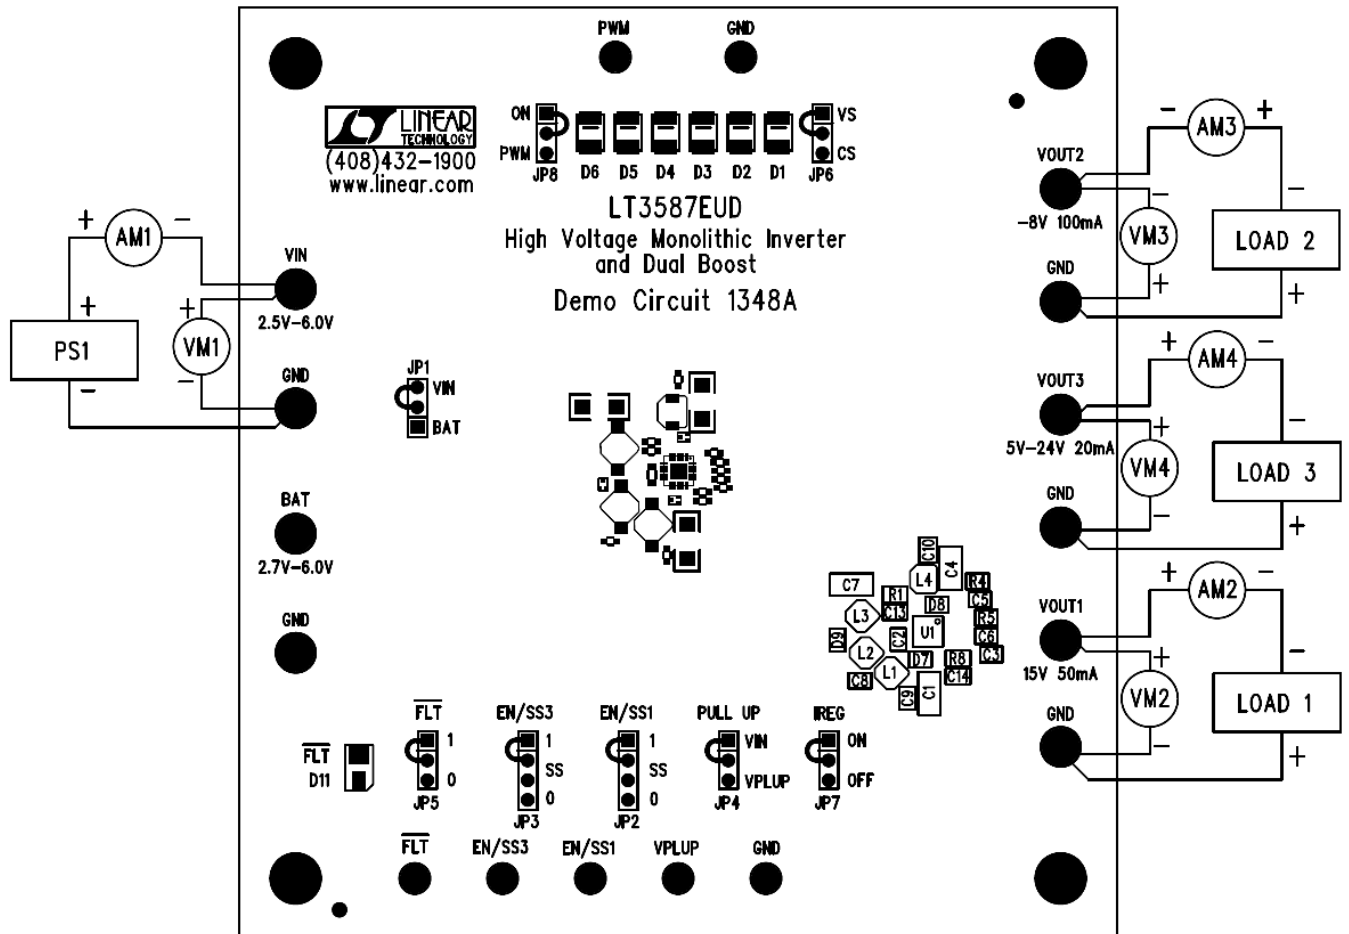 PWM
GND
LINEAR
TECHNOLOGY
(408)432-1900
www.linear.com
ON
PWM
JP8
D6
D5
D4
D3
D2
D1
VS
CS
JP6
LT3587EUD
High Voltage Monolithic Inverter
and Dual Boost
Demo Circuit 1348A
+
AM1
-
VIN
2.5V-6.0V
+
PS1
-
+
VM1
-
GND
JP1
VIN
BAT
BAT
2.7V-6.0V
GND
-
AM3
+
VOUT2
-8V 100mA
-
VM3
+
-
LOAD 2
+
GND
+
AM4
-
VOUT3
5V-24V 20mA
+
VM4
-
-
LOAD 3
+
GND
+
AM2
-
VOUT1
15V 50mA
+
VM2
-
-
LOAD 1
+
GND
C10
C4
L4
C7
R4
R1
C5
C13
D8
L3
R5
U1
D9
C2
C6
L2
C3
D7
R8
L1
C8
C14
C9
C1
FLT
D11
FLT
1
0
JP5
EN/SS3
1
SS
0
JP3
EN/SS1
1
SS
0
JP2
PULL UP
VIN
VPLUP
JP4
IREG
ON
OFF
JP7
FLT
EN/SS3
EN/SS1
VPLUP
GND